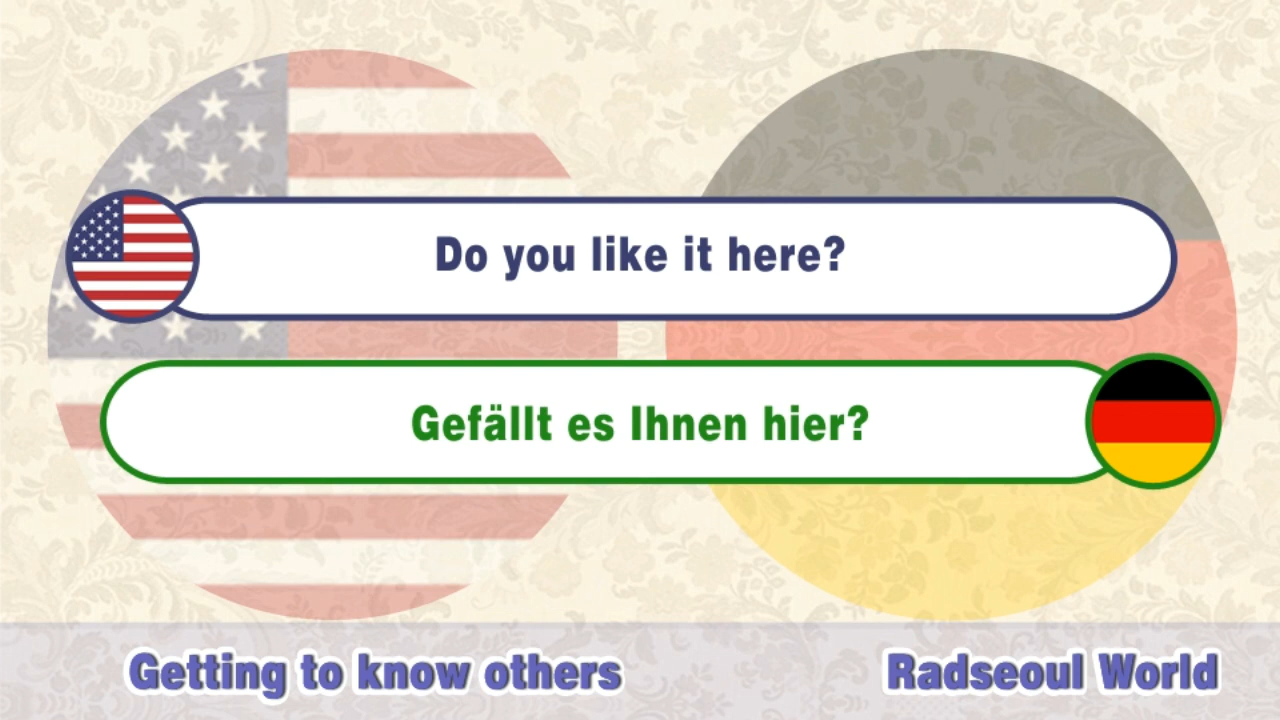 Do you like it here?
Gefällt es Ihnen hier?
Getting to know others
Radseoul World